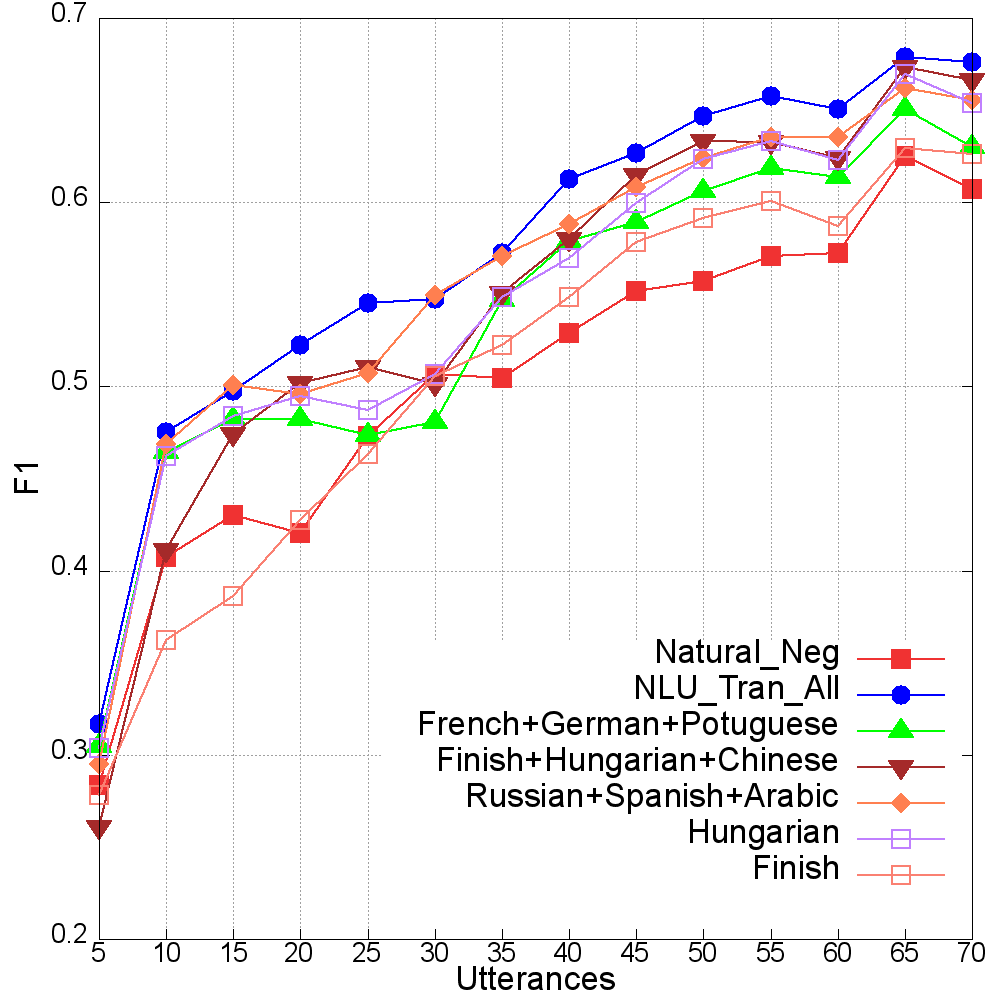 0.7
0.6
0.5
0.4
0.3
0.2
F1
Natural_Neg
NLU_Tran_All
French+German+Potuguese
Finish+Hungarian+Chinese
Russian+Spanish+Arabic
Hungarian
Finish
5 10 15 20 25 30 35 40 45 50 55 60 65 70
Utterances